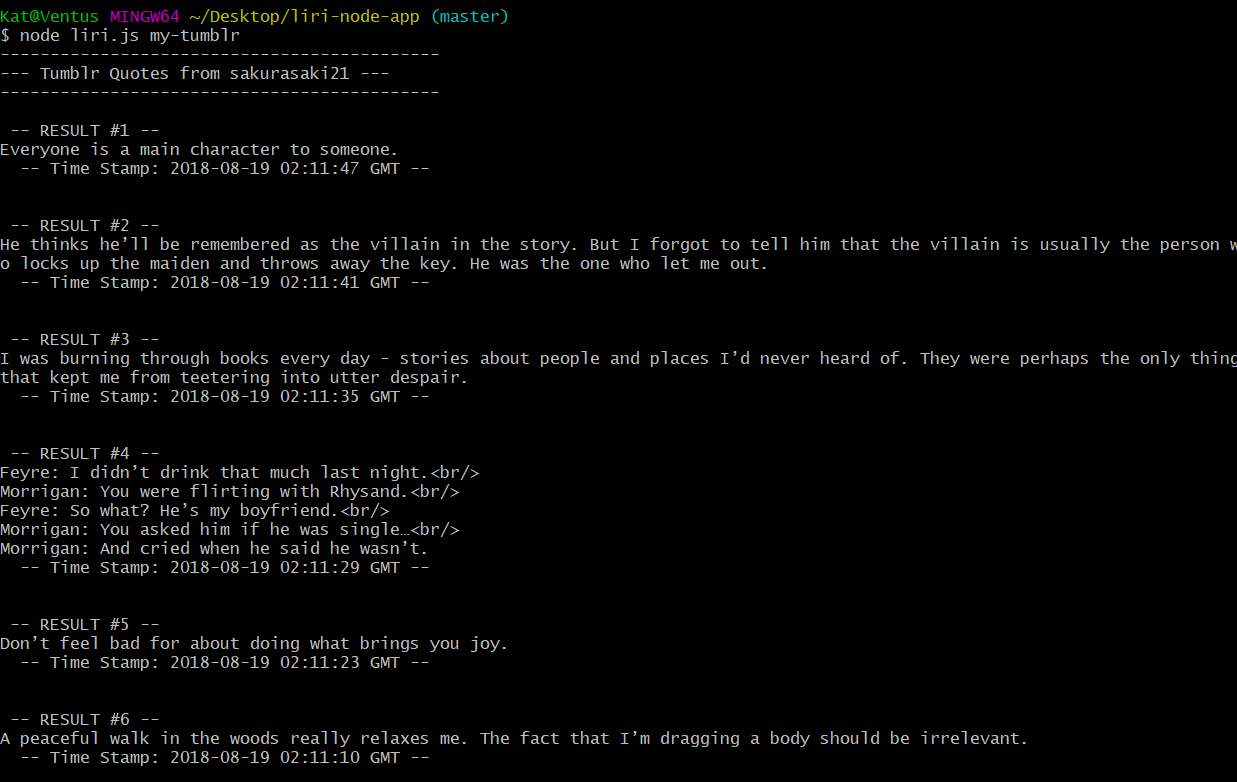 Kat@Ventus MINGW64 ~/Desktop/liri-node-app (master)
$ node liri.js my-tumblr
--------------------------------------------
--- Tumblr Quotes from sakurasaki21 ---
--------------------------------------------
-- RESULT #1 --
Everyone is a main character to someone.
-- Time Stamp: 2018-08-19 02:11:47 GMT --
-- RESULT #2 --
He thinks he’ll be remembered as the villain in the story. But I forgot to tell him that the villain is usually the person w
o locks up the maiden and throws away the key. He was the one who let me out.
-- Time Stamp: 2018-08-19 02:11:41 GMT --
-- RESULT #3 --
I was burning through books every day - stories about people and places I’d never heard of. They were perhaps the only thing
that kept me from teetering into utter despair.
-- Time Stamp: 2018-08-19 02:11:35 GMT --
-- RESULT #4 --
Feyre: I didn’t drink that much last night.<br/>
Morrigan: You were flirting with Rhysand.<br/>
Feyre: So what? He’s my boyfriend.<br/>
Morrigan: You asked him if he was single…<br/>
Morrigan: And cried when he said he wasn’t.
-- Time Stamp: 2018-08-19 02:11:29 GMT --
-- RESULT #5 --
Don’t feel bad for about doing what brings you joy.
-- Time Stamp: 2018-08-19 02:11:23 GMT --
-- RESULT #6 --
A peaceful walk in the woods really relaxes me. The fact that I’m dragging a body should be irrelevant.
-- Time Stamp: 2018-08-19 02:11:10 GMT --